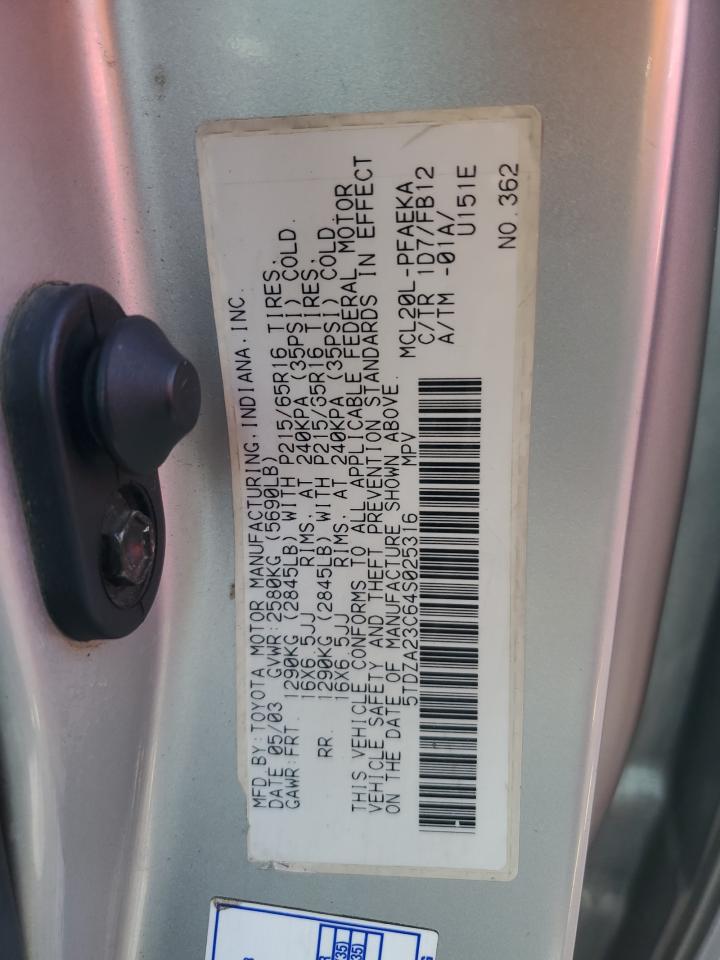 MFD.BY:TOYOTA MOTOR MANUFACTURING.INDIANA.INC
DATE 05/03 GVWR:2580KG (5690LB)
GAWR:FRT. 1290KG (2845LB) WITH P215/65R16 TIRES.
16X6.5JJ RIMS. AT 240KPA (35PSI) COLD.
RR. 1290KG (2845LB) WITH P215/65R16 TIRES.
16X6.5JJ RIMS. AT 240KPA (35PSI) COLD.
THIS VEHICLE CONFORMS TO ALL APPLICABLE FEDERAL MOTOR
VEHICLE SAFETY AND THEFT PREVENTION STANDARDS IN EFFECT
ON THE DATE OF MANUFACTURE SHOWN ABOVE.
5TDZA23C64S025316 MPV
MCL20L-PFAEKA
C/TR 1D7/FB12
A/TM -01A/
U151E
NO.362